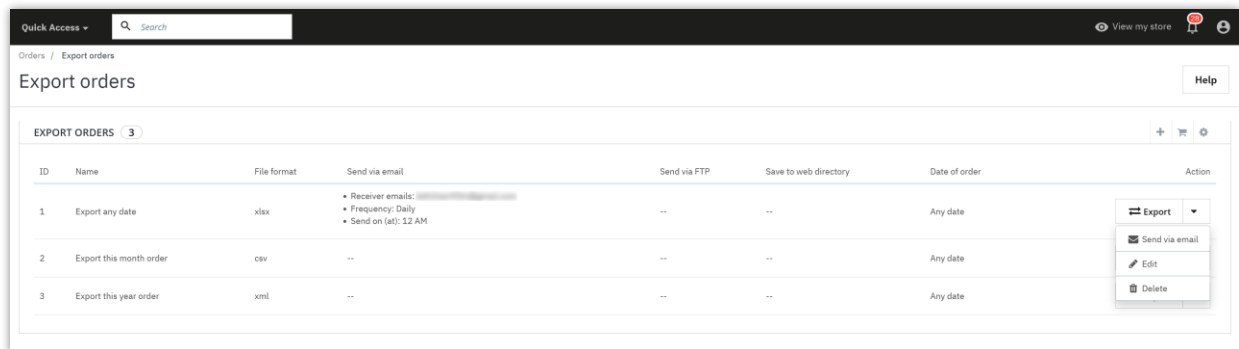 Quick Access
Search
View my store
28
Orders / Export orders
Export orders
Help
EXPORT ORDERS 3
ID Name File format Send via email Send via FTP Save to web directory Date of order Action
• Receiver emails:
1 Export any date xlsx • Frequency: Daily -- -- Any date Export
• Send on (at): 12 AM
Send via email
2 Export this month order csv -- -- -- Any date
Edit
3 Export this year order xml -- -- -- Any date
Delete